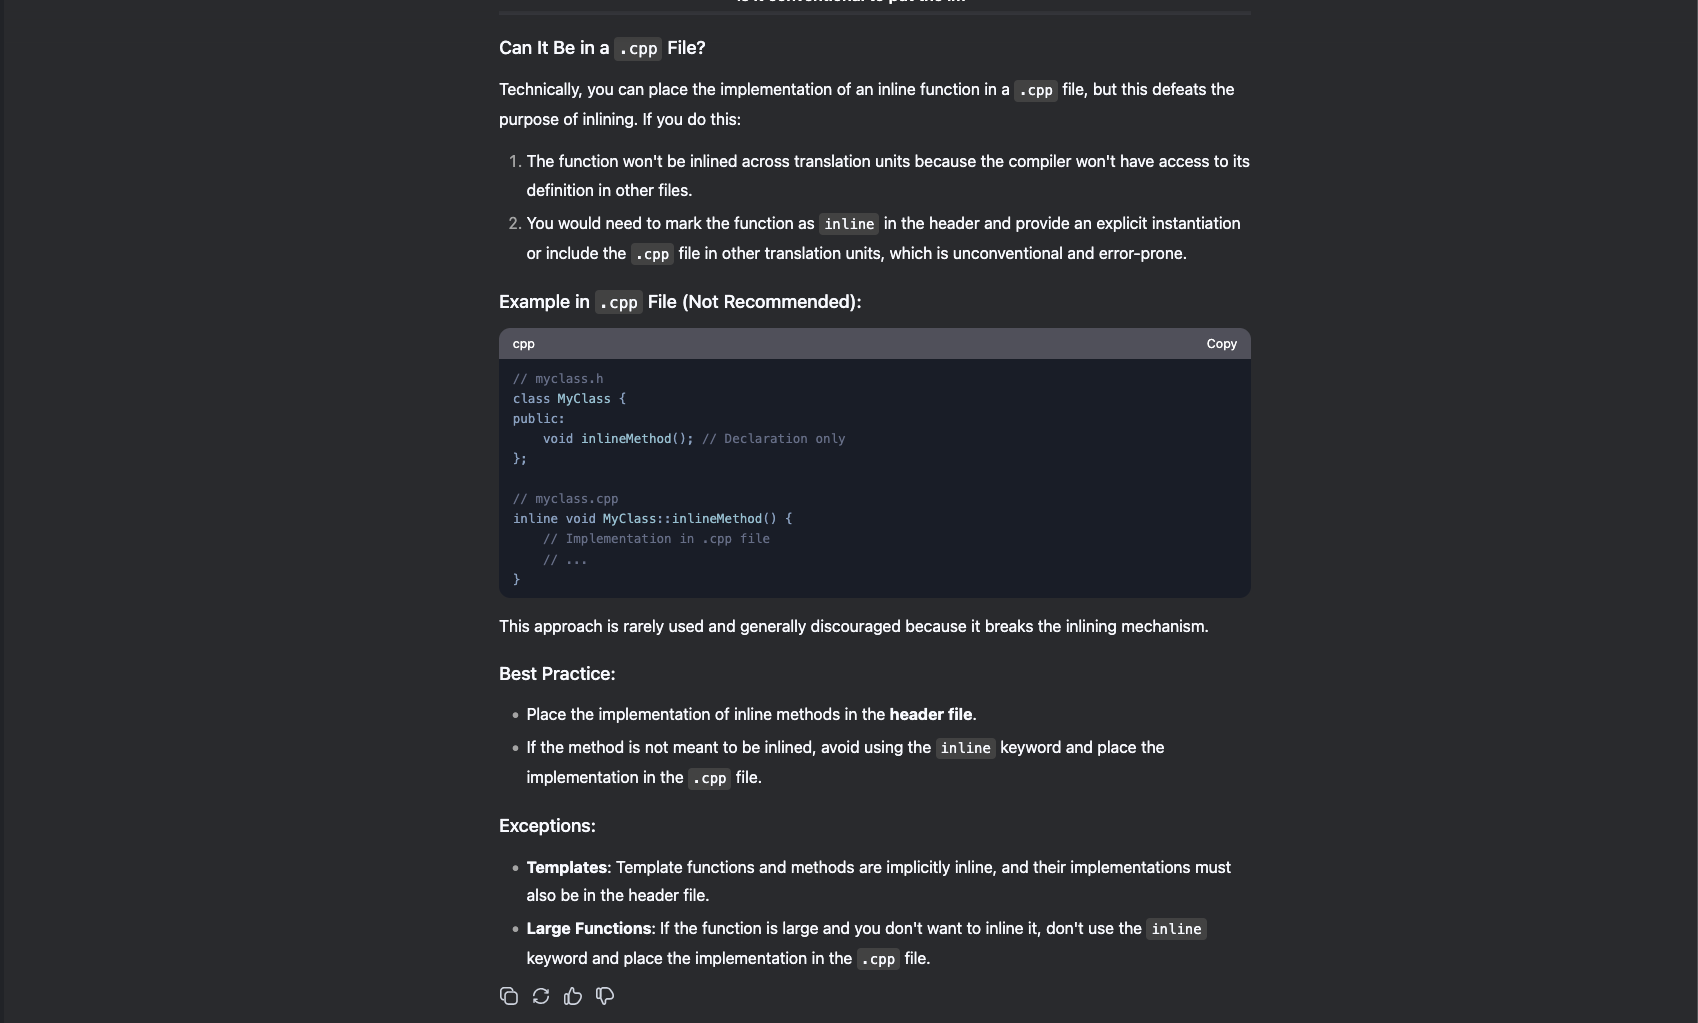 Can It Be in a .cpp File?
Technically, you can place the implementation of an inline function in a .cpp file, but this defeats the
purpose of inlining. If you do this:
1. The function won't be inlined across translation units because the compiler won't have access to its
definition in other files.
2. You would need to mark the function as inline in the header and provide an explicit instantiation
or include the .cpp file in other translation units, which is unconventional and error-prone.
Example in .cpp File (Not Recommended):
cpp Copy
// myclass.h
class MyClass {
public:
    void inlineMethod(); // Declaration only
};
// myclass.cpp
inline void MyClass::inlineMethod() {
    // Implementation in .cpp file
    // ...
}
This approach is rarely used and generally discouraged because it breaks the inlining mechanism.
Best Practice:
• Place the implementation of inline methods in the header file.
• If the method is not meant to be inlined, avoid using the inline keyword and place the
implementation in the .cpp file.
Exceptions:
• Templates: Template functions and methods are implicitly inline, and their implementations must
also be in the header file.
• Large Functions: If the function is large and you don't want to inline it, don't use the inline
keyword and place the implementation in the .cpp file.